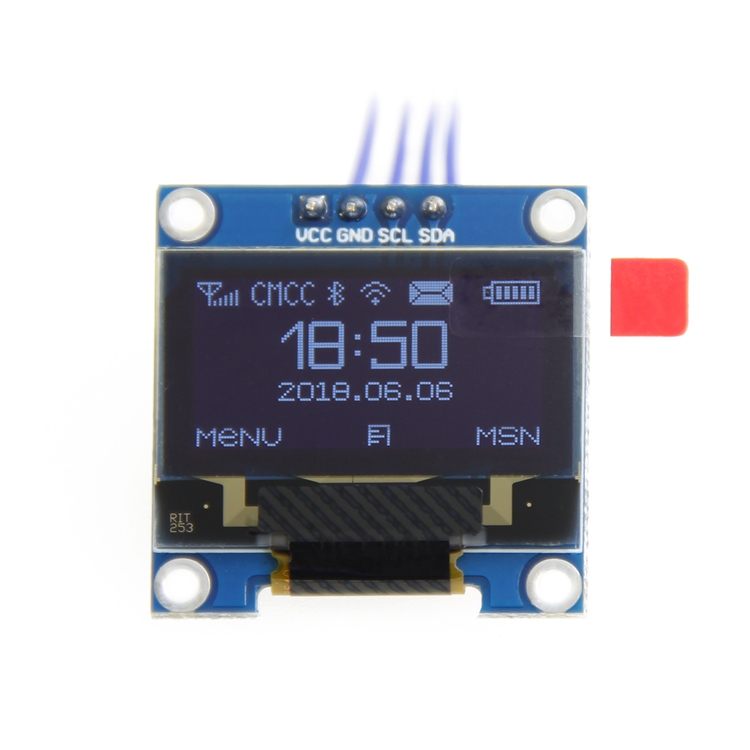 VCC GND SCL SDA
CMCC
18:50
2018.06.06
MENU MSN
RIT
253